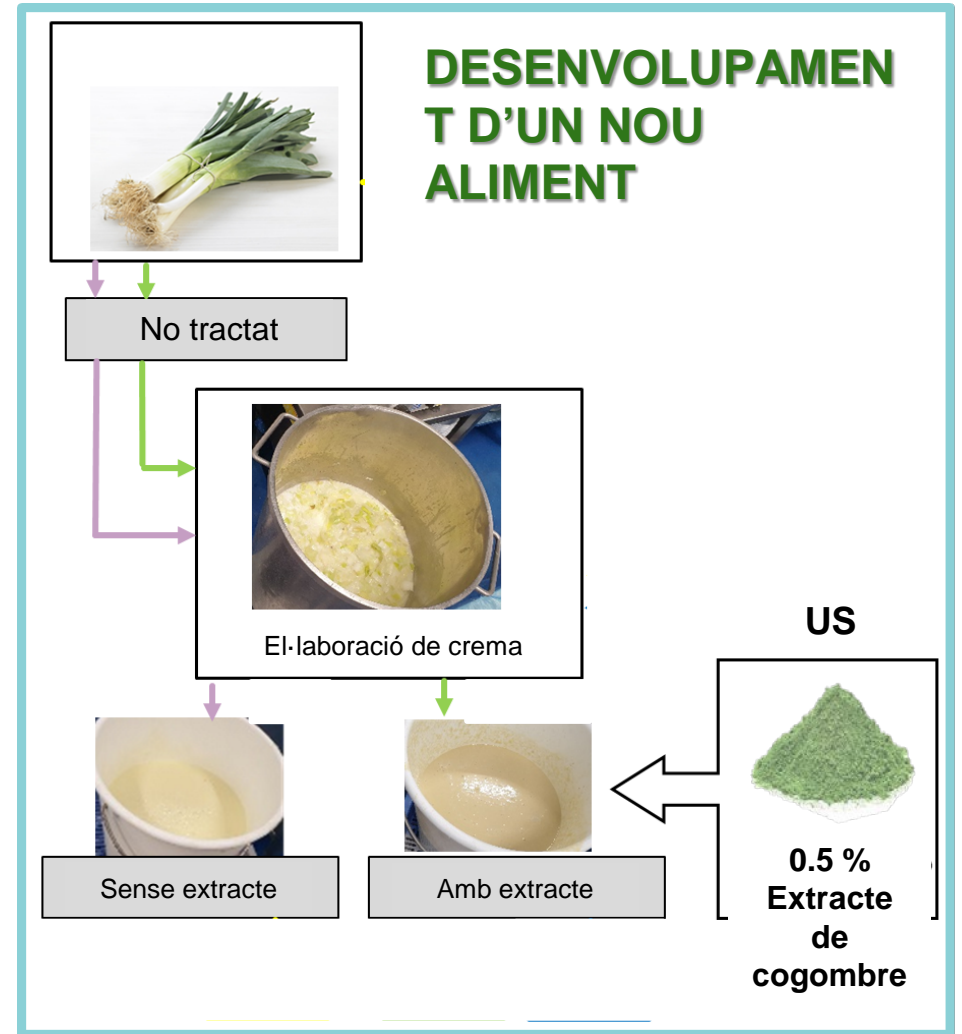 DESENVOLUPAMEN
T D’UN NOU
ALIMENT
No tractat
El·laboració de crema
US
Sense extracte
Amb extracte
0.5 %
Extracte
de
cogombre